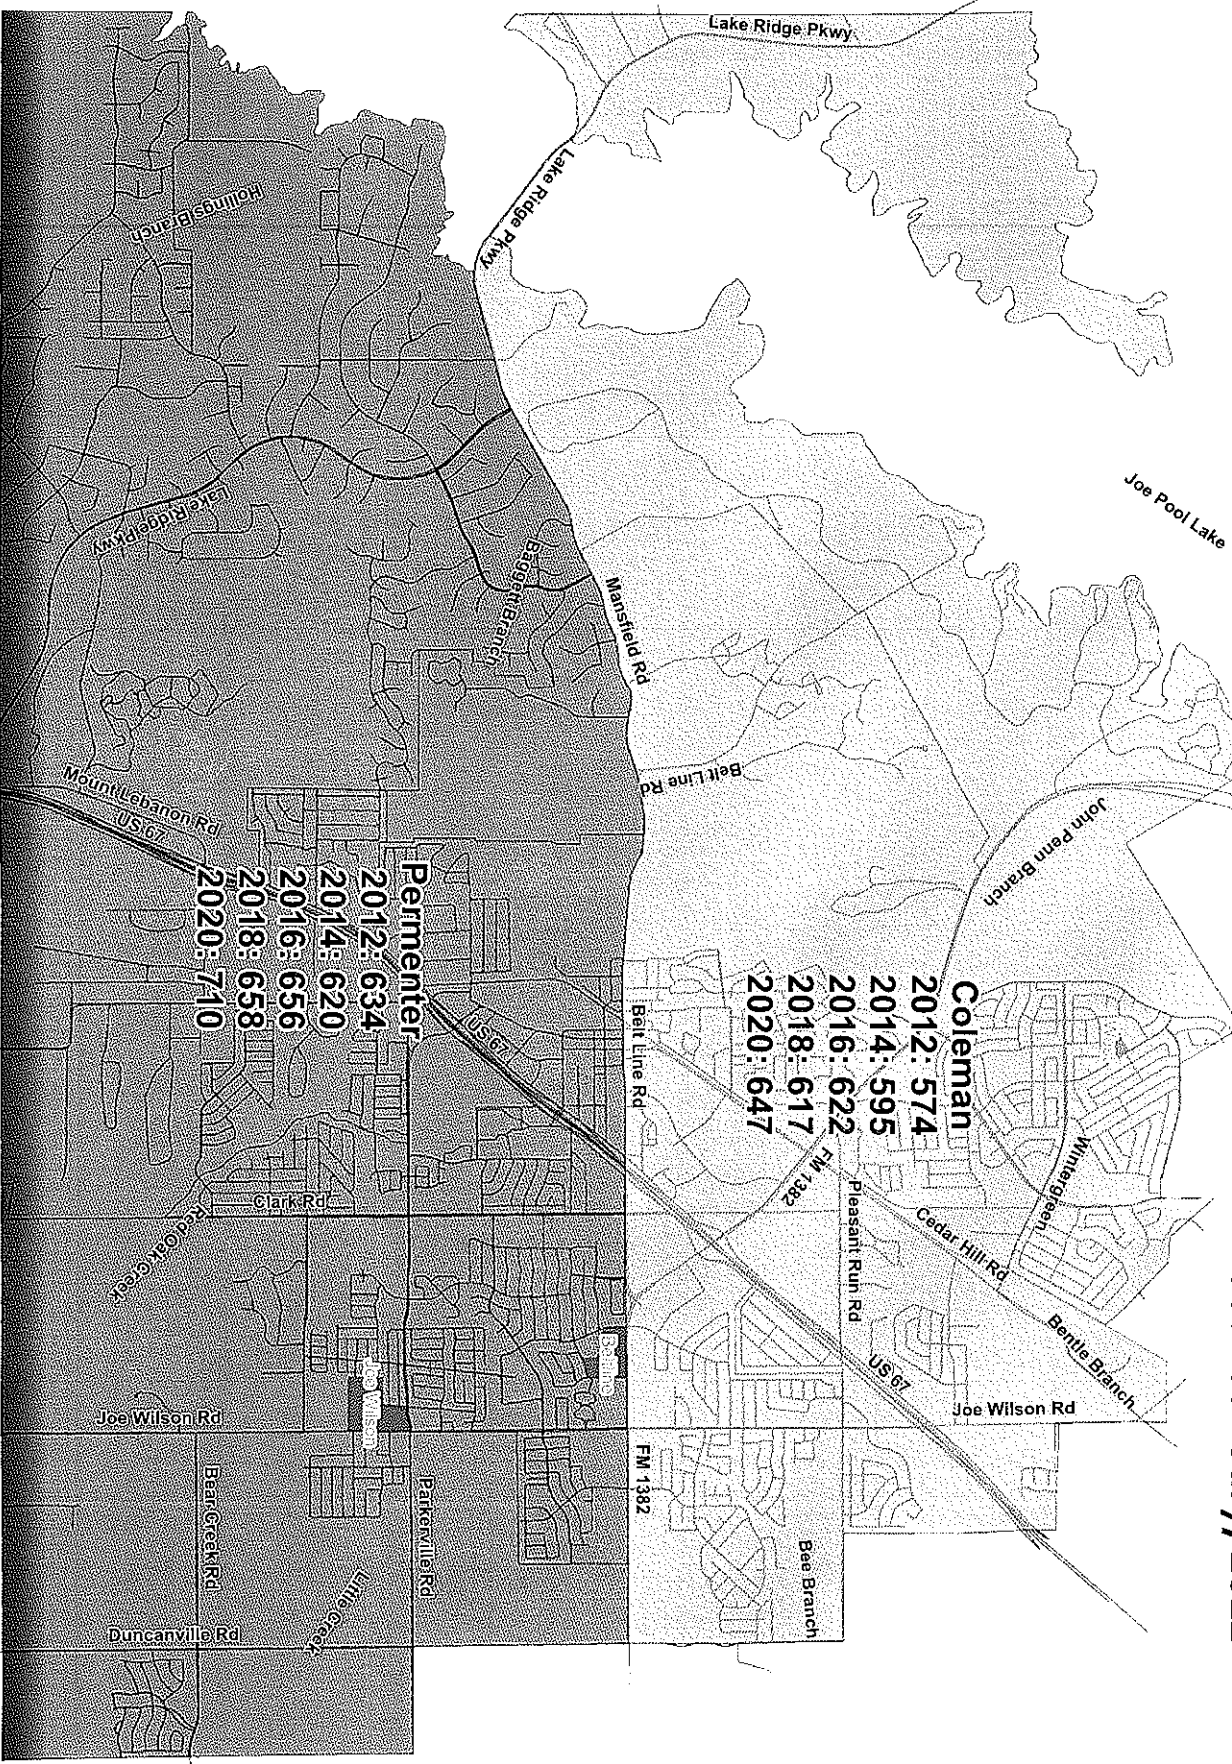 Lake Ridge Pkwy
Joe Pool Lake
Lake Ridge Pkwy
Hollings Branch
Lake Ridge Pkwy
Baggett Branch
Mansfield Rd
Belt Line Rd
John Penn Branch
Mount Lebanon Rd
US 67
Coleman
2012: 574
2014: 595
2016: 622
2018: 617
2020: 647
Permenter
2012: 634
2014: 620
2016: 656
2018: 658
2020: 710
US 67
Belt Line Rd
Wintergreen
FM 1382
Pleasant Run Rd
Cedar Hill Rd
Bentle Branch
Clark Rd
Red Oak Creek
US 67
Joe Wilson Rd
Joe Wilson
Joe Wilson Rd
FM 1382
Bee Branch
Parkerville Rd
Bear Creek Rd
Little Creek
Duncanville Rd